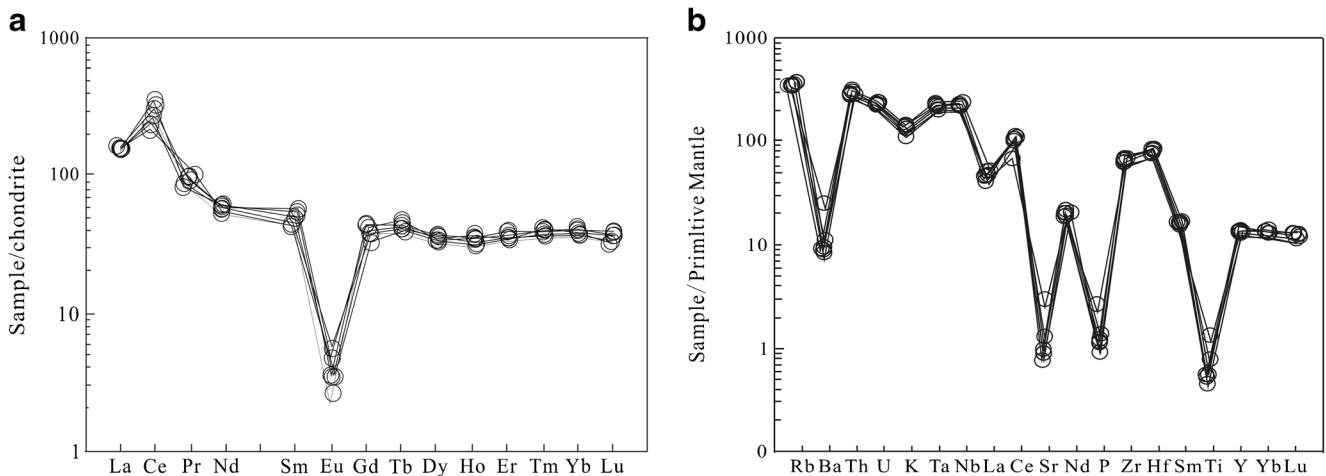 a
1000
100
10
1
Sample/chondrite
La Ce Pr Nd Sm Eu Gd Tb Dy Ho Er Tm Yb Lu
b
1000
100
10
1
0
Sample/Primitive Mantle
Rb Ba Th U K Ta Nb La Ce Sr Nd P Zr Hf Sm Ti Y Yb Lu